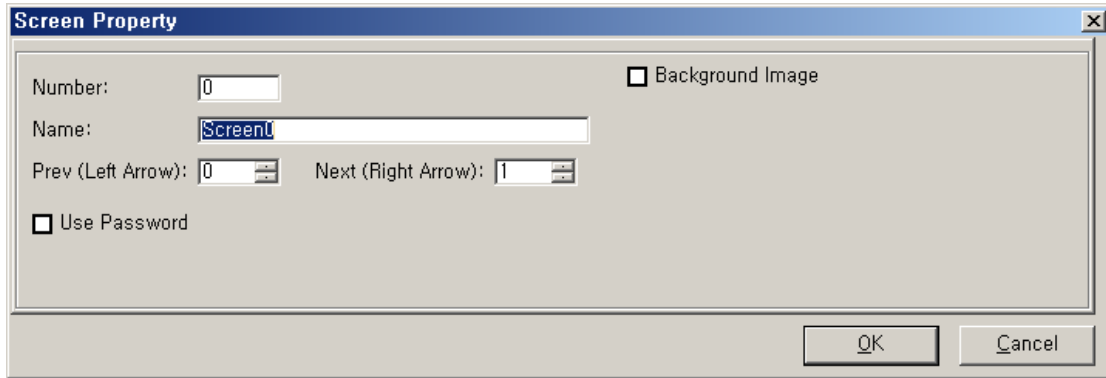 Screen Property
Number: 0
Background Image
Name: Screen0
Prev (Left Arrow): 0 Next (Right Arrow): 1
Use Password
OK Cancel